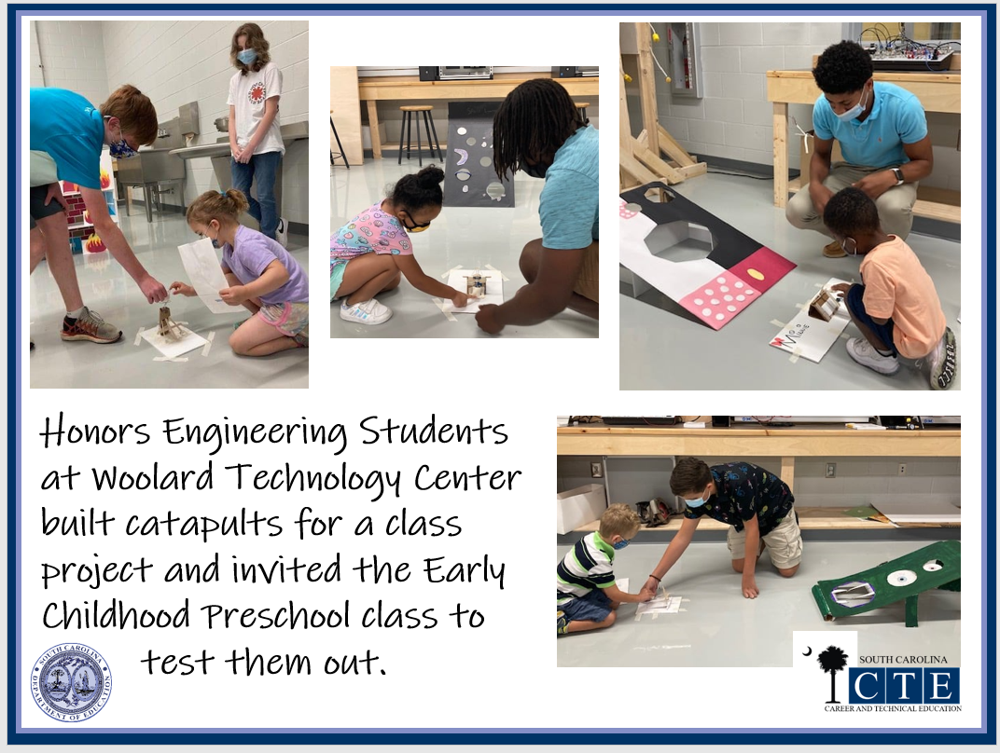 Honors Engineering Students
at Woolard Technology Center
built catapults for a class
project and invited the Early
Childhood Preschool class to
test them out.
SOUTH CAROLINA
DEPARTMENT OF EDUCATION
SOUTH CAROLINA
CTE
CAREER AND TECHNICAL EDUCATION